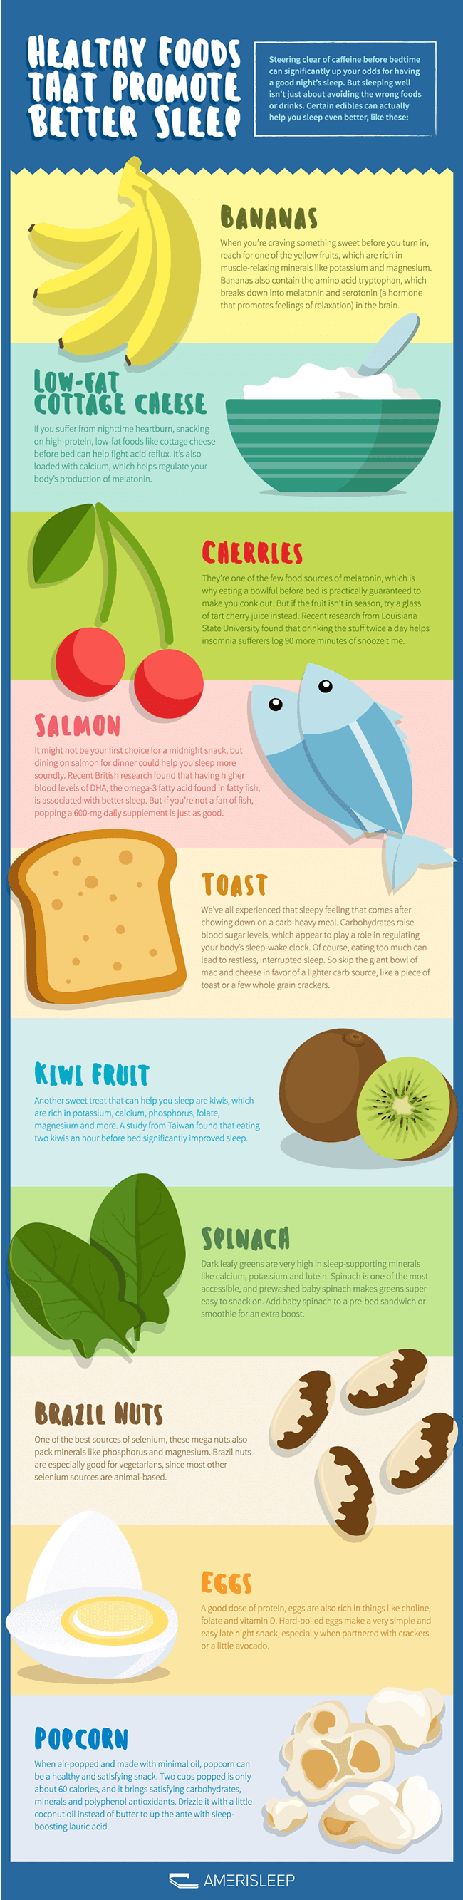 HEALTHY FOODS
THAT PROMOTE
BETTER SLEEP
Steering clear of caffeine before bedtime
can significantly up your odds for having
a good night's sleep. But sleeping well
isn't just about avoiding the wrong foods
or drinks. Certain edibles can actually
help you sleep even better, like these:
BANANAS
When you're craving something sweet before you turn in,
reach for one of the yellow fruits, which are rich in
muscle-relaxing minerals like potassium and magnesium.
Bananas also contain the amino acid tryptophan, which
breaks down into melatonin and serotonin (a hormone
that promotes feelings of relaxation) in the brain.
LOW-FAT
COTTAGE CHEESE
If you suffer from nighttime heartburn, snacking
on high-protein, low-fat foods like cottage cheese
before bed can help fight acid reflux. It's also
loaded with calcium, which helps regulate your
body's production of melatonin.
CHERRIES
They're one of the few food sources of melatonin, which is
why eating a bowlful before bed is practically guaranteed to
make you conk out. But if the fruit isn't in season, try a glass
of tart cherry juice instead. Recent research from Louisiana
State University found that drinking the stuff twice a day helps
insomnia sufferers log 90 more minutes of snooze time.
SALMON
It might not be your first choice for a midnight snack, but
dining on salmon for dinner could help you sleep more
soundly. Recent British research found that having higher
blood levels of DHA, the omega-3 fatty acid found in fatty fish,
is associated with better sleep. But if you're not a fan of fish,
popping a 600-mg daily supplement is just as good.
TOAST
We've all experienced that sleepy feeling that comes after
chowing down on a carb-heavy meal. Carbohydrates raise
blood sugar levels, which appear to play a role in regulating
your body's sleep-wake clock. Of course, eating too much can
lead to restless, interrupted sleep. So skip the giant bowl of
mac and cheese in favor of a lighter carb source, like a piece of
toast or a few whole grain crackers.
KIWI FRUIT
Another sweet treat that can help you sleep are kiwis, which
are rich in potassium, calcium, phosphorus, folate,
magnesium and more. A study from Taiwan found that eating
two kiwis an hour before bed significantly improved sleep.
SPINACH
Dark leafy greens are very high in sleep-supporting minerals
like calcium, potassium and lutein. Spinach is one of the most
accessible, and prewashed baby spinach makes greens super
easy to snack on. Add baby spinach to a pre-bed sandwich or
smoothie for an extra boost.
BRAZIL NUTS
One of the best sources of selenium, these mega nuts also
pack minerals like phosphorus and magnesium. Brazil nuts
are especially good for vegetarians, since most other
selenium sources are animal-based.
EGGS
A good dose of protein, eggs are also rich in things like choline,
folate and vitamin D. Hard-boiled eggs make a very simple and
easy late night snack, especially when partnered with crackers
or a little avocado.
POPCORN
When air-popped and made with minimal oil, popcorn can
be a healthy and satisfying snack. Two cups popped is only
about 60 calories, and it brings satisfying carbohydrates,
minerals and polyphenol antioxidants. Drizzle it with a little
coconut oil instead of butter to up the ante with sleep-
boosting lauric acid.
AMERISLEEP